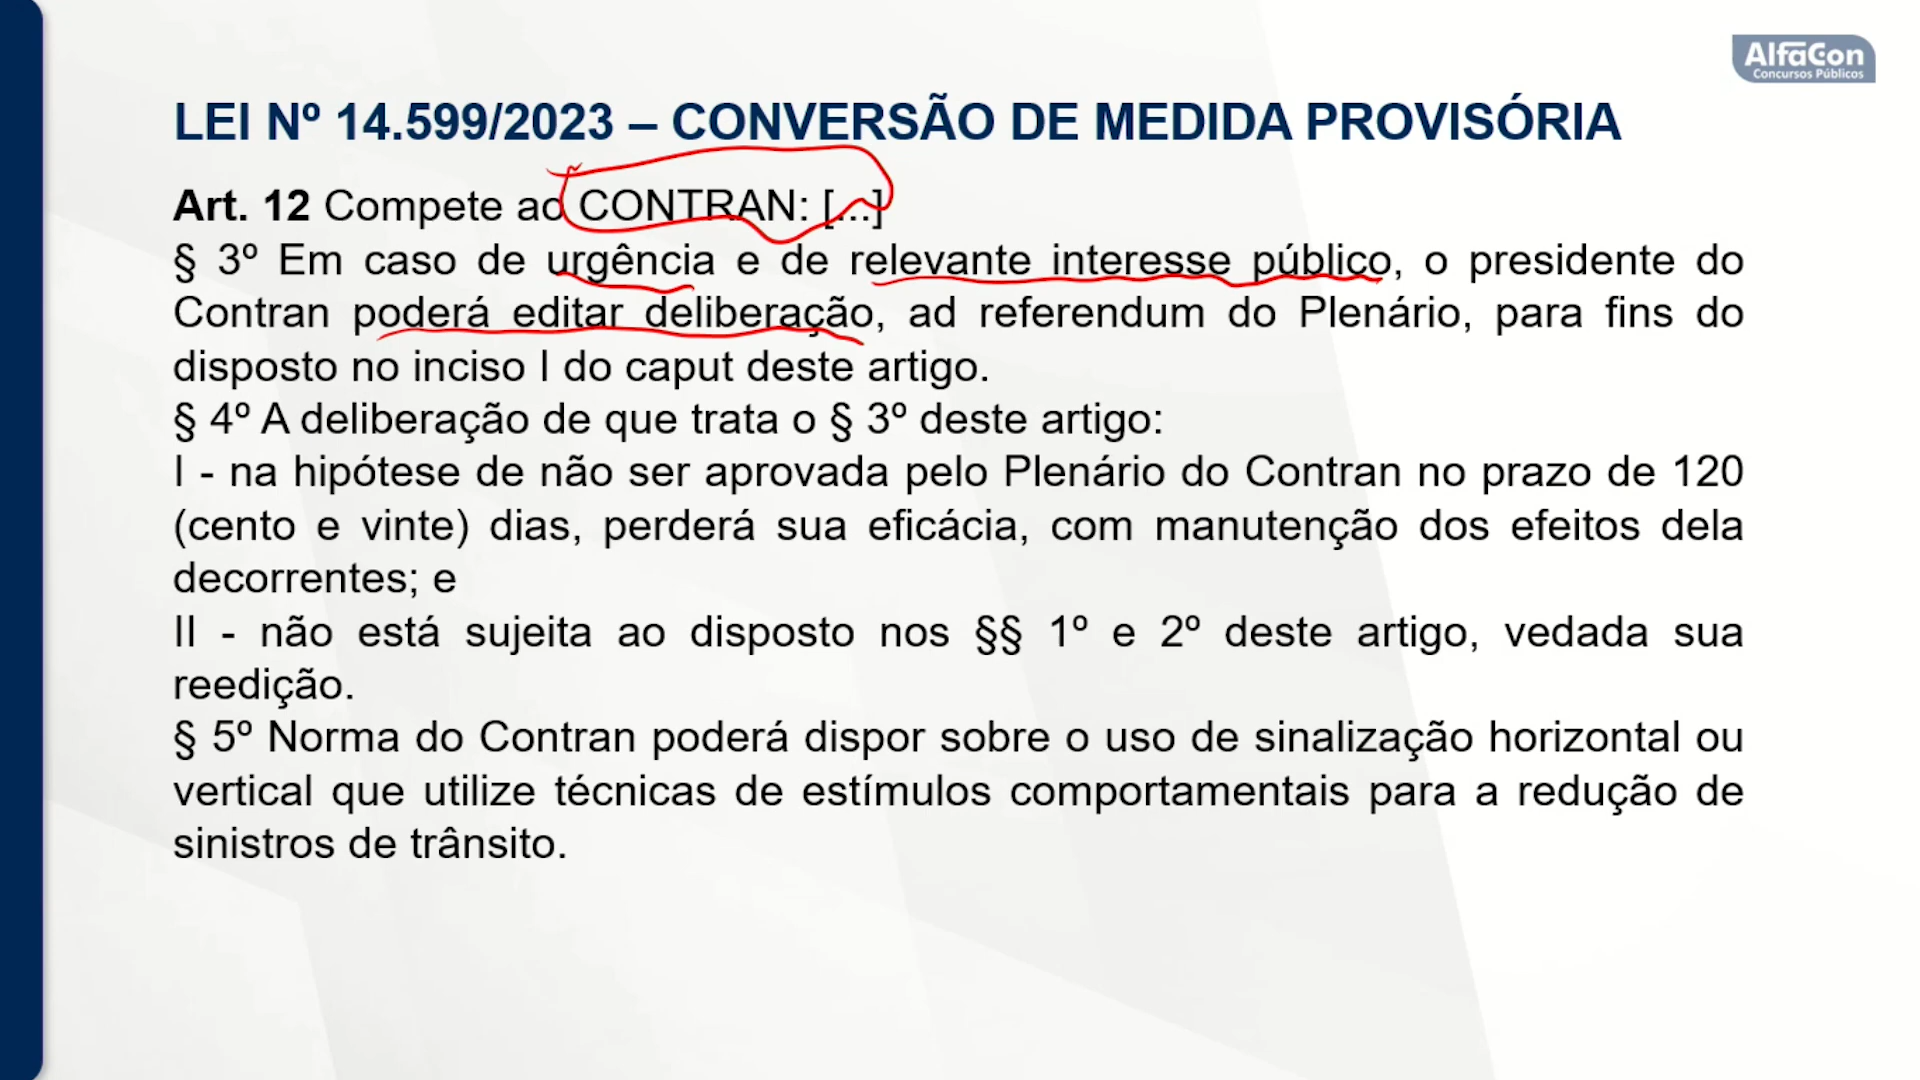 AlfaCon
Concursos Públicos
LEI Nº 14.599/2023 – CONVERSÃO DE MEDIDA PROVISÓRIA
Art. 12 Compete ao CONTRAN: [...]
§ 3º Em caso de urgência e de relevante interesse público, o presidente do
Contran poderá editar deliberação, ad referendum do Plenário, para fins do
disposto no inciso I do caput deste artigo.
§ 4º A deliberação de que trata o § 3º deste artigo:
I - na hipótese de não ser aprovada pelo Plenário do Contran no prazo de 120
(cento e vinte) dias, perderá sua eficácia, com manutenção dos efeitos dela
decorrentes; e
II - não está sujeita ao disposto nos §§ 1º e 2º deste artigo, vedada sua
reedição.
§ 5º Norma do Contran poderá dispor sobre o uso de sinalização horizontal ou
vertical que utilize técnicas de estímulos comportamentais para a redução de
sinistros de trânsito.